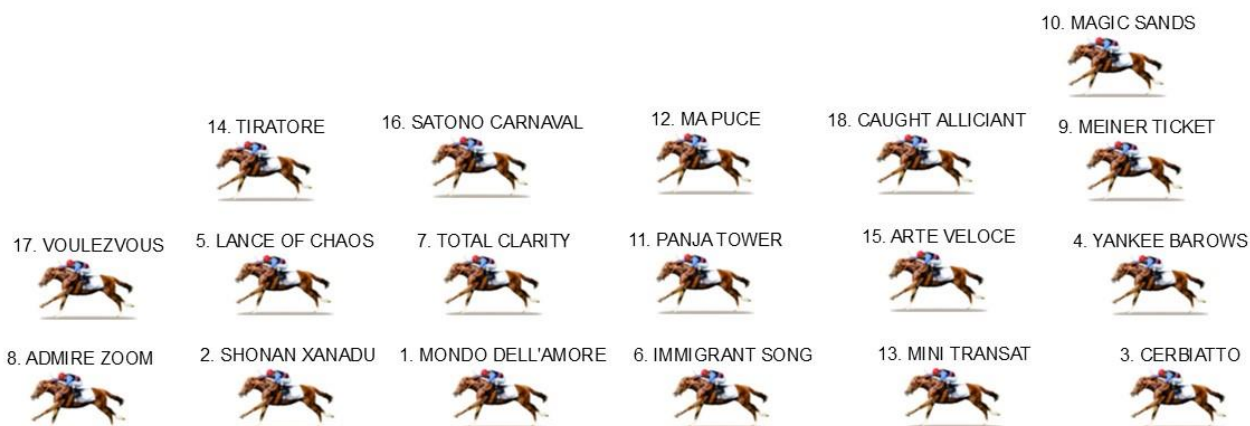 10. MAGIC SANDS
14. TIRATORE
16. SATONO CARNAVAL
12. MA PUCE
18. CAUGHT ALLICIANT
9. MEINER TICKET
17. VOULEZVOUS
5. LANCE OF CHAOS
7. TOTAL CLARITY
11. PANJA TOWER
15. ARTE VELOCE
4. YANKEE BAROWS
8. ADMIRE ZOOM
2. SHONAN XANADU
1. MONDO DELL'AMORE
6. IMMIGRANT SONG
13. MINI TRANSAT
3. CERBIATTO